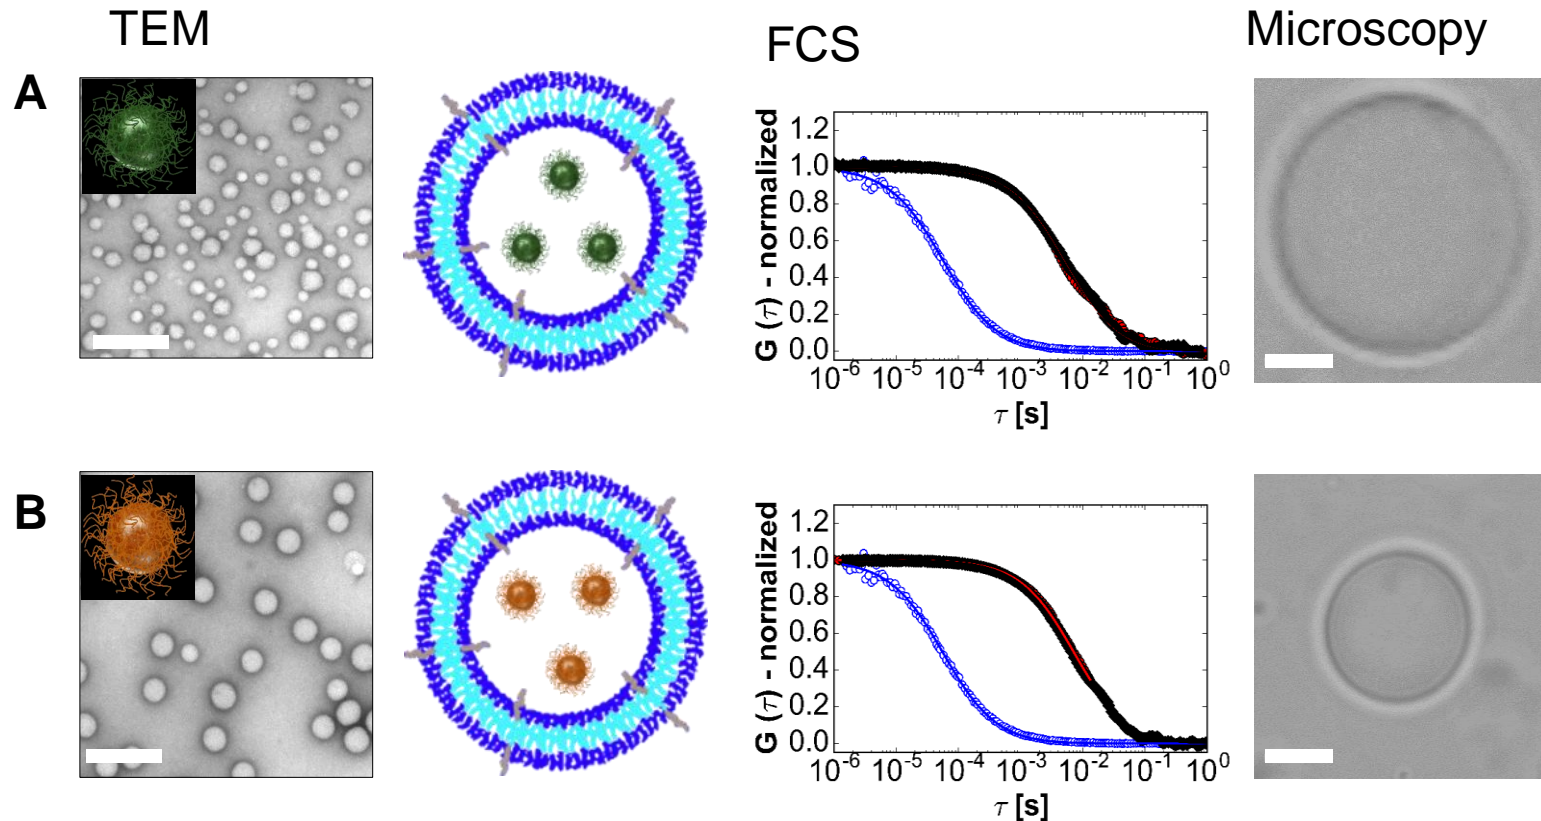 TEM
FCS
Microscopy
A
G (τ) - normalized
1.2
1.0
0.8
0.6
0.4
0.2
0.0
10⁻⁶ 10⁻⁵ 10⁻⁴ 10⁻³ 10⁻² 10⁻¹ 10⁰
τ [s]
B
G (τ) - normalized
1.2
1.0
0.8
0.6
0.4
0.2
0.0
10⁻⁶ 10⁻⁵ 10⁻⁴ 10⁻³ 10⁻² 10⁻¹ 10⁰
τ [s]